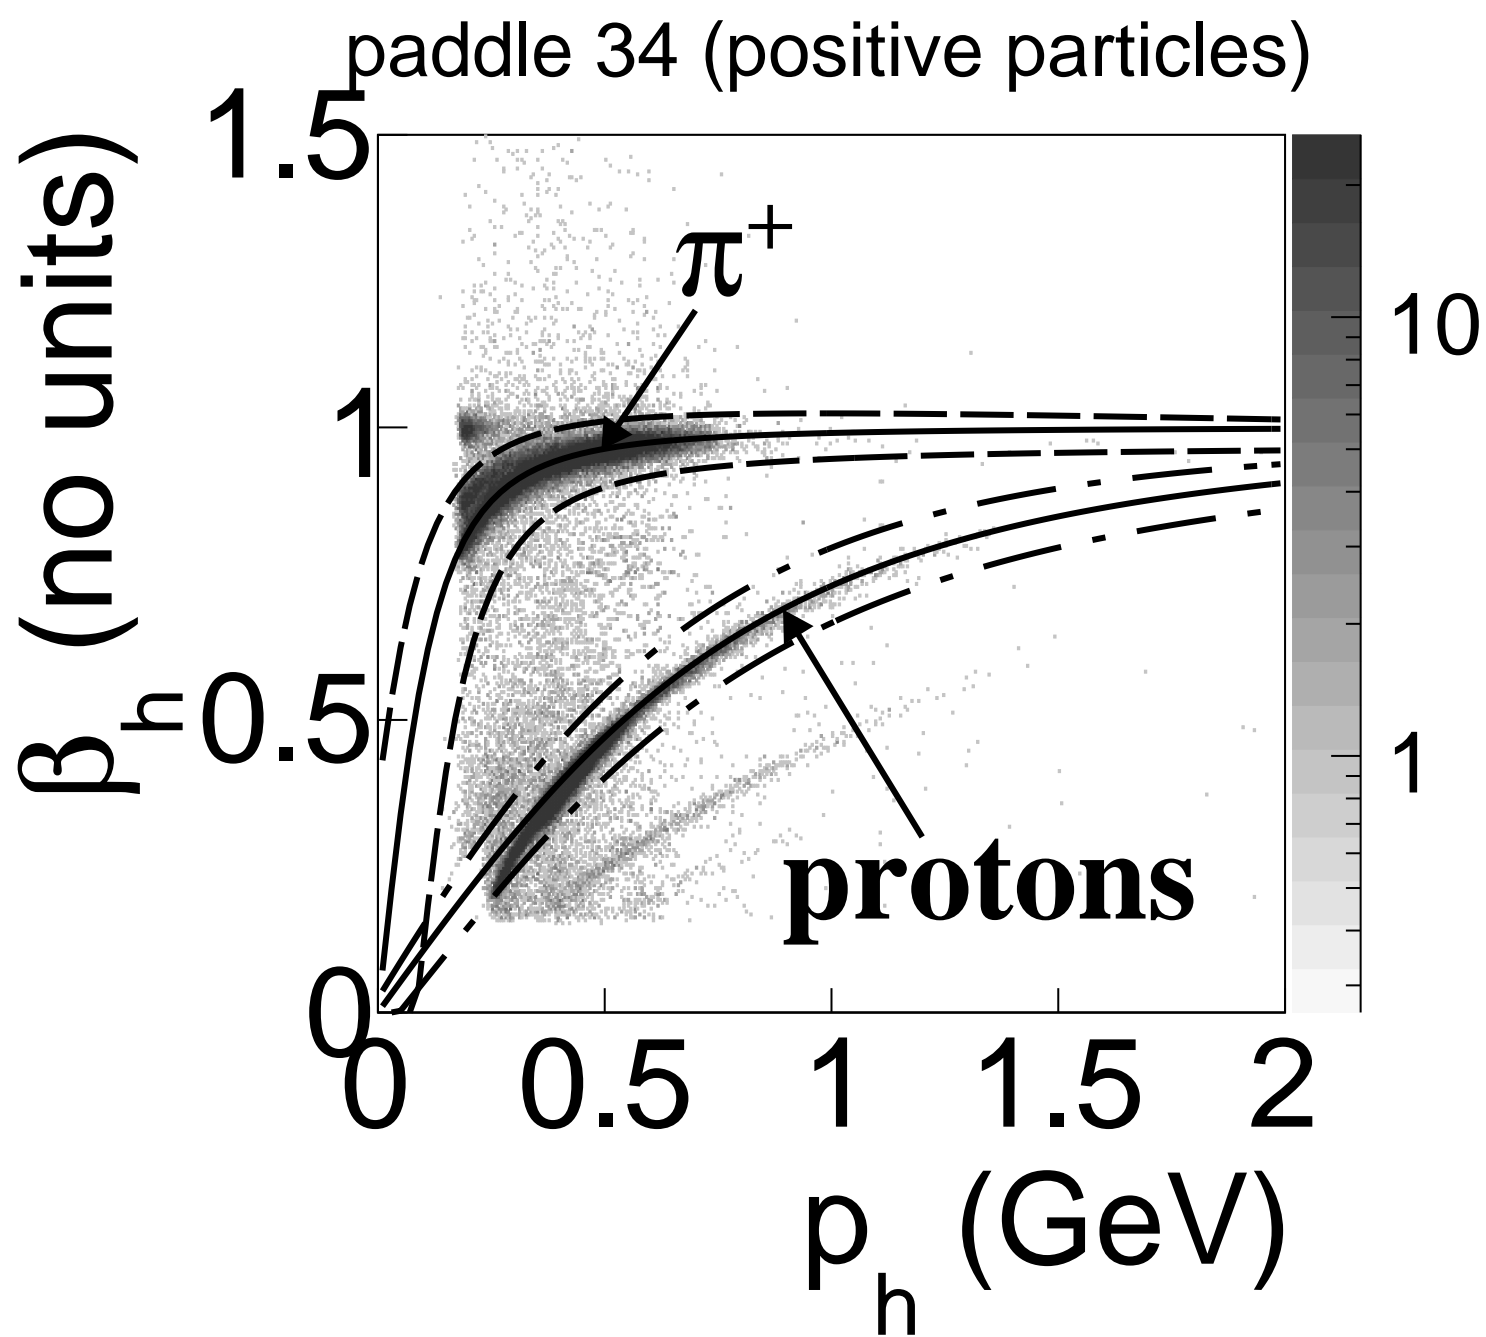 paddle 34 (positive particles)
1.5
1
0.5
0
β_h (no units)
π⁺
protons
10
1
0 0.5 1 1.5 2
p_h (GeV)